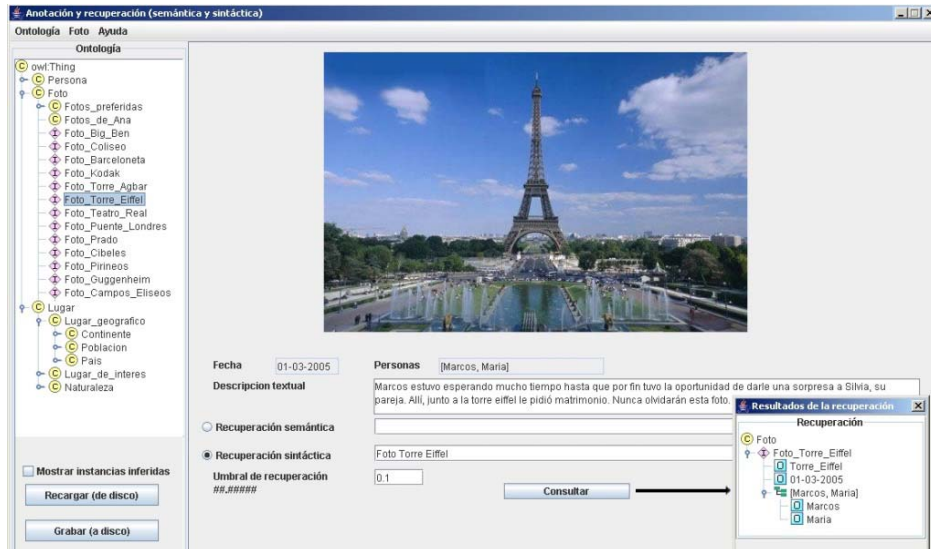 Anotación y recuperación (semántica y sintáctica)
Ontología Foto Ayuda
Ontología
owl:Thing
Persona
Foto
Fotos_preferidas
Fotos_de_Ana
Foto_Big_Ben
Foto_Coliseo
Foto_Barceloneta
Foto_Kodak
Foto_Torre_Agbar
Foto_Torre_Eiffel
Foto_Teatro_Real
Foto_Puente_Londres
Foto_Prado
Foto_Cibeles
Foto_Pirineos
Foto_Guggenheim
Foto_Campos_Eliseos
Lugar
Lugar_geografico
Continente
Poblacion
Pais
Lugar_de_interes
Naturaleza
Mostrar instancias inferidas
Recargar (de disco)
Grabar (a disco)
Fecha 01-03-2005 Personas [Marcos, Maria]
Descripcion textual
Marcos estuvo esperando mucho tiempo hasta que por fin tuvo la oportunidad de darle una sorpresa a Silvia, su
pareja. Allí, junto a la torre eiffel le pidió matrimonio. Nunca olvidarán esta foto.
Recuperación semántica
Recuperación sintáctica Foto Torre Eiffel
Umbral de recuperación 0.1
##.#####
Consultar
Resultados de la recuperación
Recuperación
Foto
Foto_Torre_Eiffel
Torre_Eiffel
01-03-2005
[Marcos, Maria]
Marcos
Maria